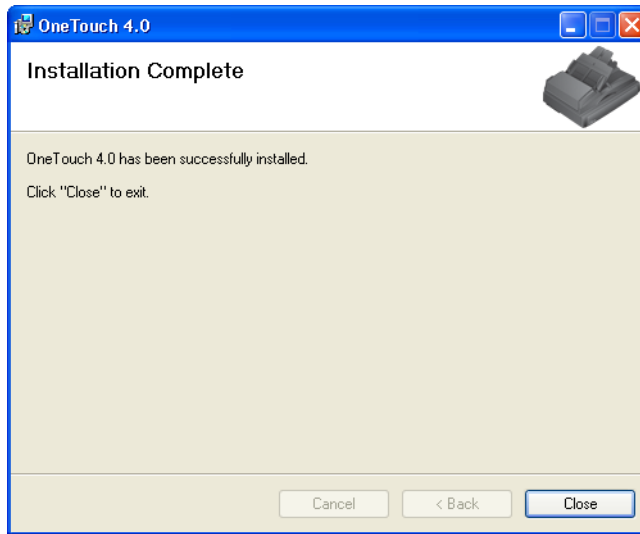 OneTouch 4.0
Installation Complete
OneTouch 4.0 has been successfully installed.
Click "Close" to exit.
Cancel
< Back
Close